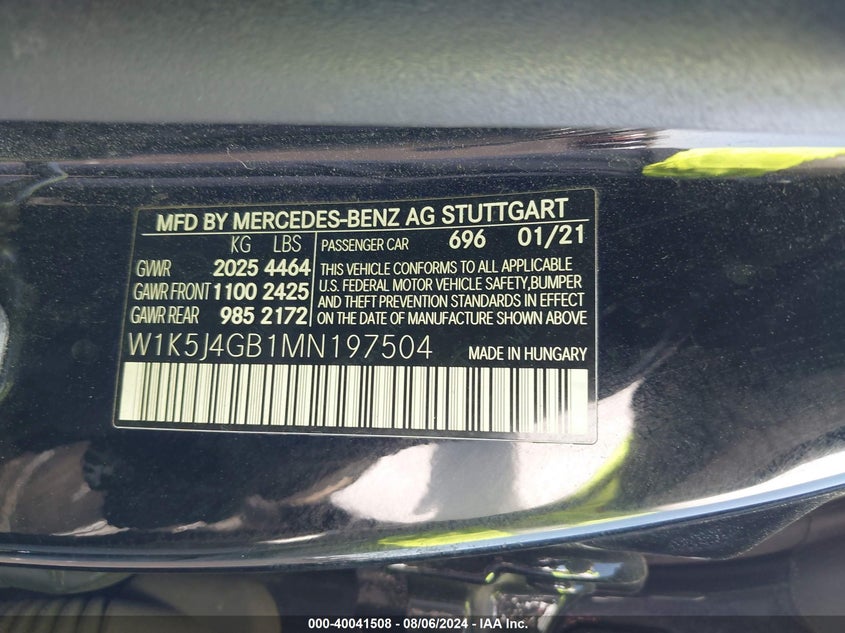 MFD BY MERCEDES-BENZ AG STUTTGART
KG LBS
GVWR 2025 4464
GAWR FRONT 1100 2425
GAWR REAR 985 2172
PASSENGER CAR 696 01/21
THIS VEHICLE CONFORMS TO ALL APPLICABLE
U.S. FEDERAL MOTOR VEHICLE SAFETY,BUMPER
AND THEFT PREVENTION STANDARDS IN EFFECT
ON THE DATE OF MANUFACTURE SHOWN ABOVE
W1K5J4GB1MN197504 MADE IN HUNGARY
000-40041508 - 08/06/2024 - IAA Inc.